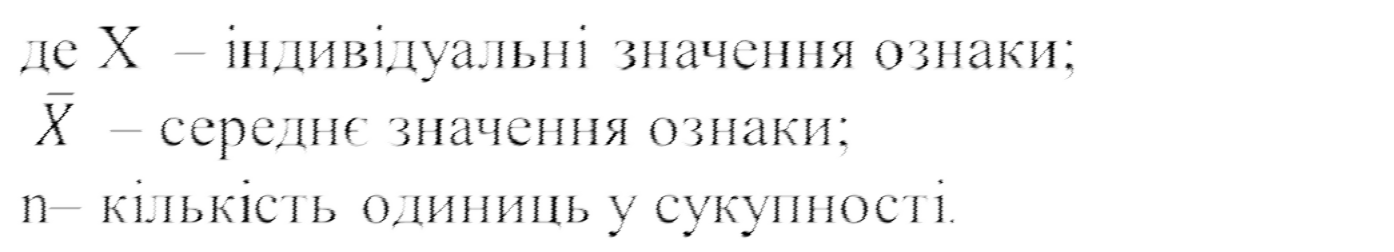 де X – індивідуальні значення ознаки;
X̄ – середнє значення ознаки;
n– кількість одиниць у сукупності.